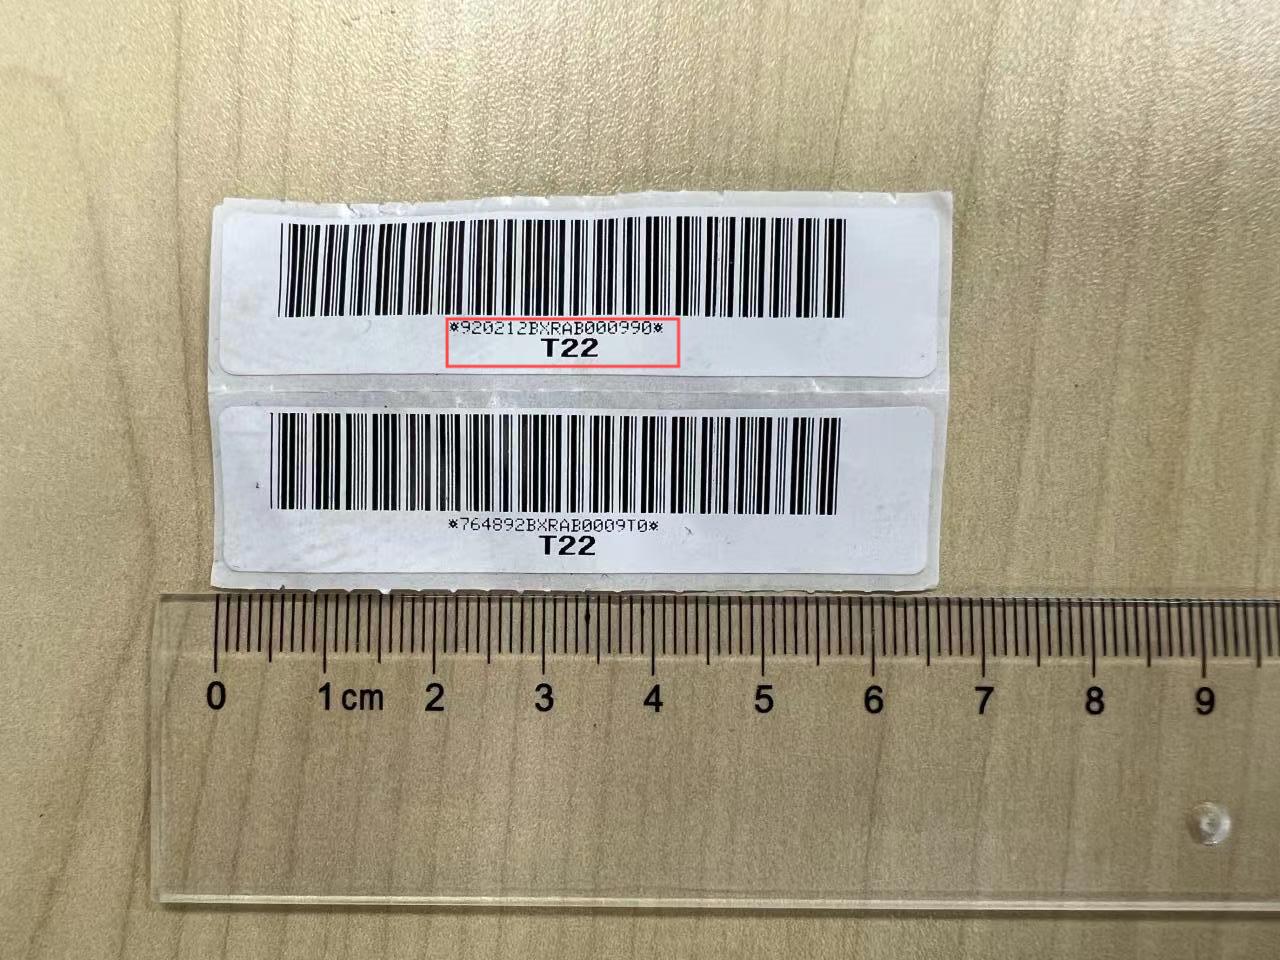 *920212BXRAB000990*
T22
*764892BXRAB0009T0*
T22
0 1cm 2 3 4 5 6 7 8 9